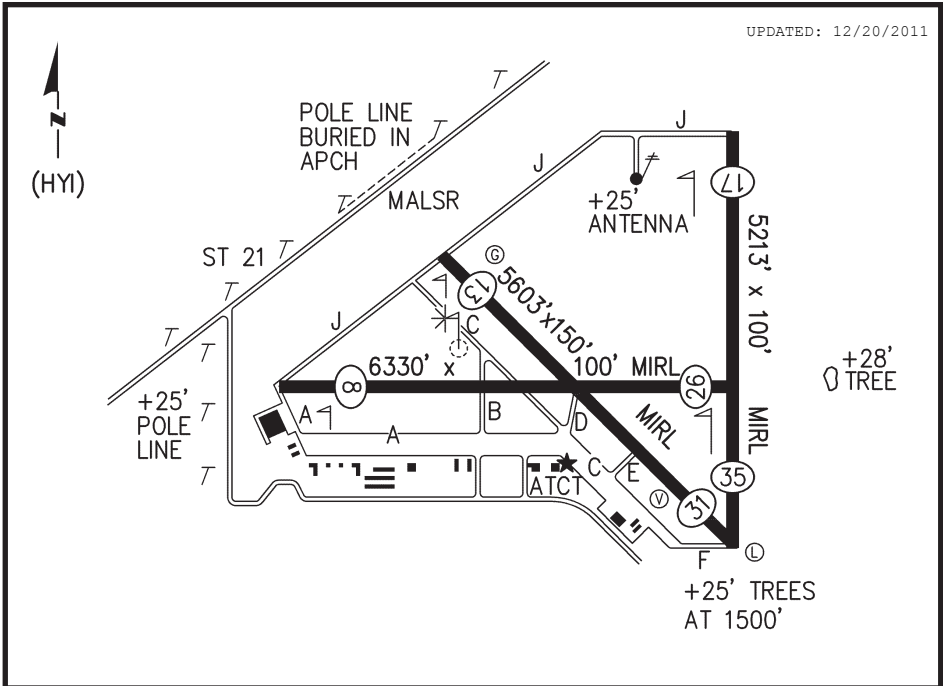 UPDATED: 12/20/2011
N
(HYI)
POLE LINE
BURIED IN
APCH
MALSR
ST 21
J
J
J
+25'
ANTENNA
17
5213' x 100'
MIRL
G
13
5603'x150'
MIRL
C
8
6330' x 100' MIRL
26
+28'
TREE
+25'
POLE
LINE
A
A
B
D
C
E
ATCT
V
31
35
L
F
+25' TREES
AT 1500'